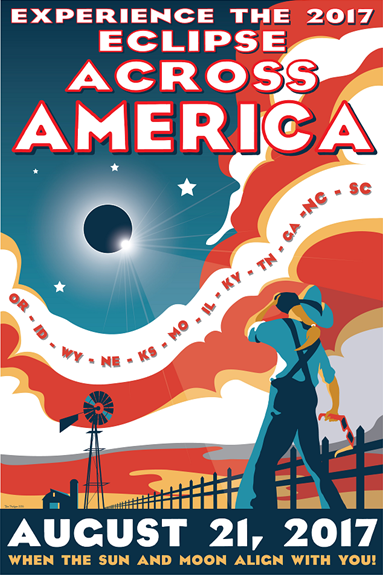 EXPERIENCE THE 2017
ECLIPSE
ACROSS
AMERICA
OR - ID - WY - NE - KS - MO - IL - KY - TN - GA - NC - SC
AUGUST 21, 2017
WHEN THE SUN AND MOON ALIGN WITH YOU!